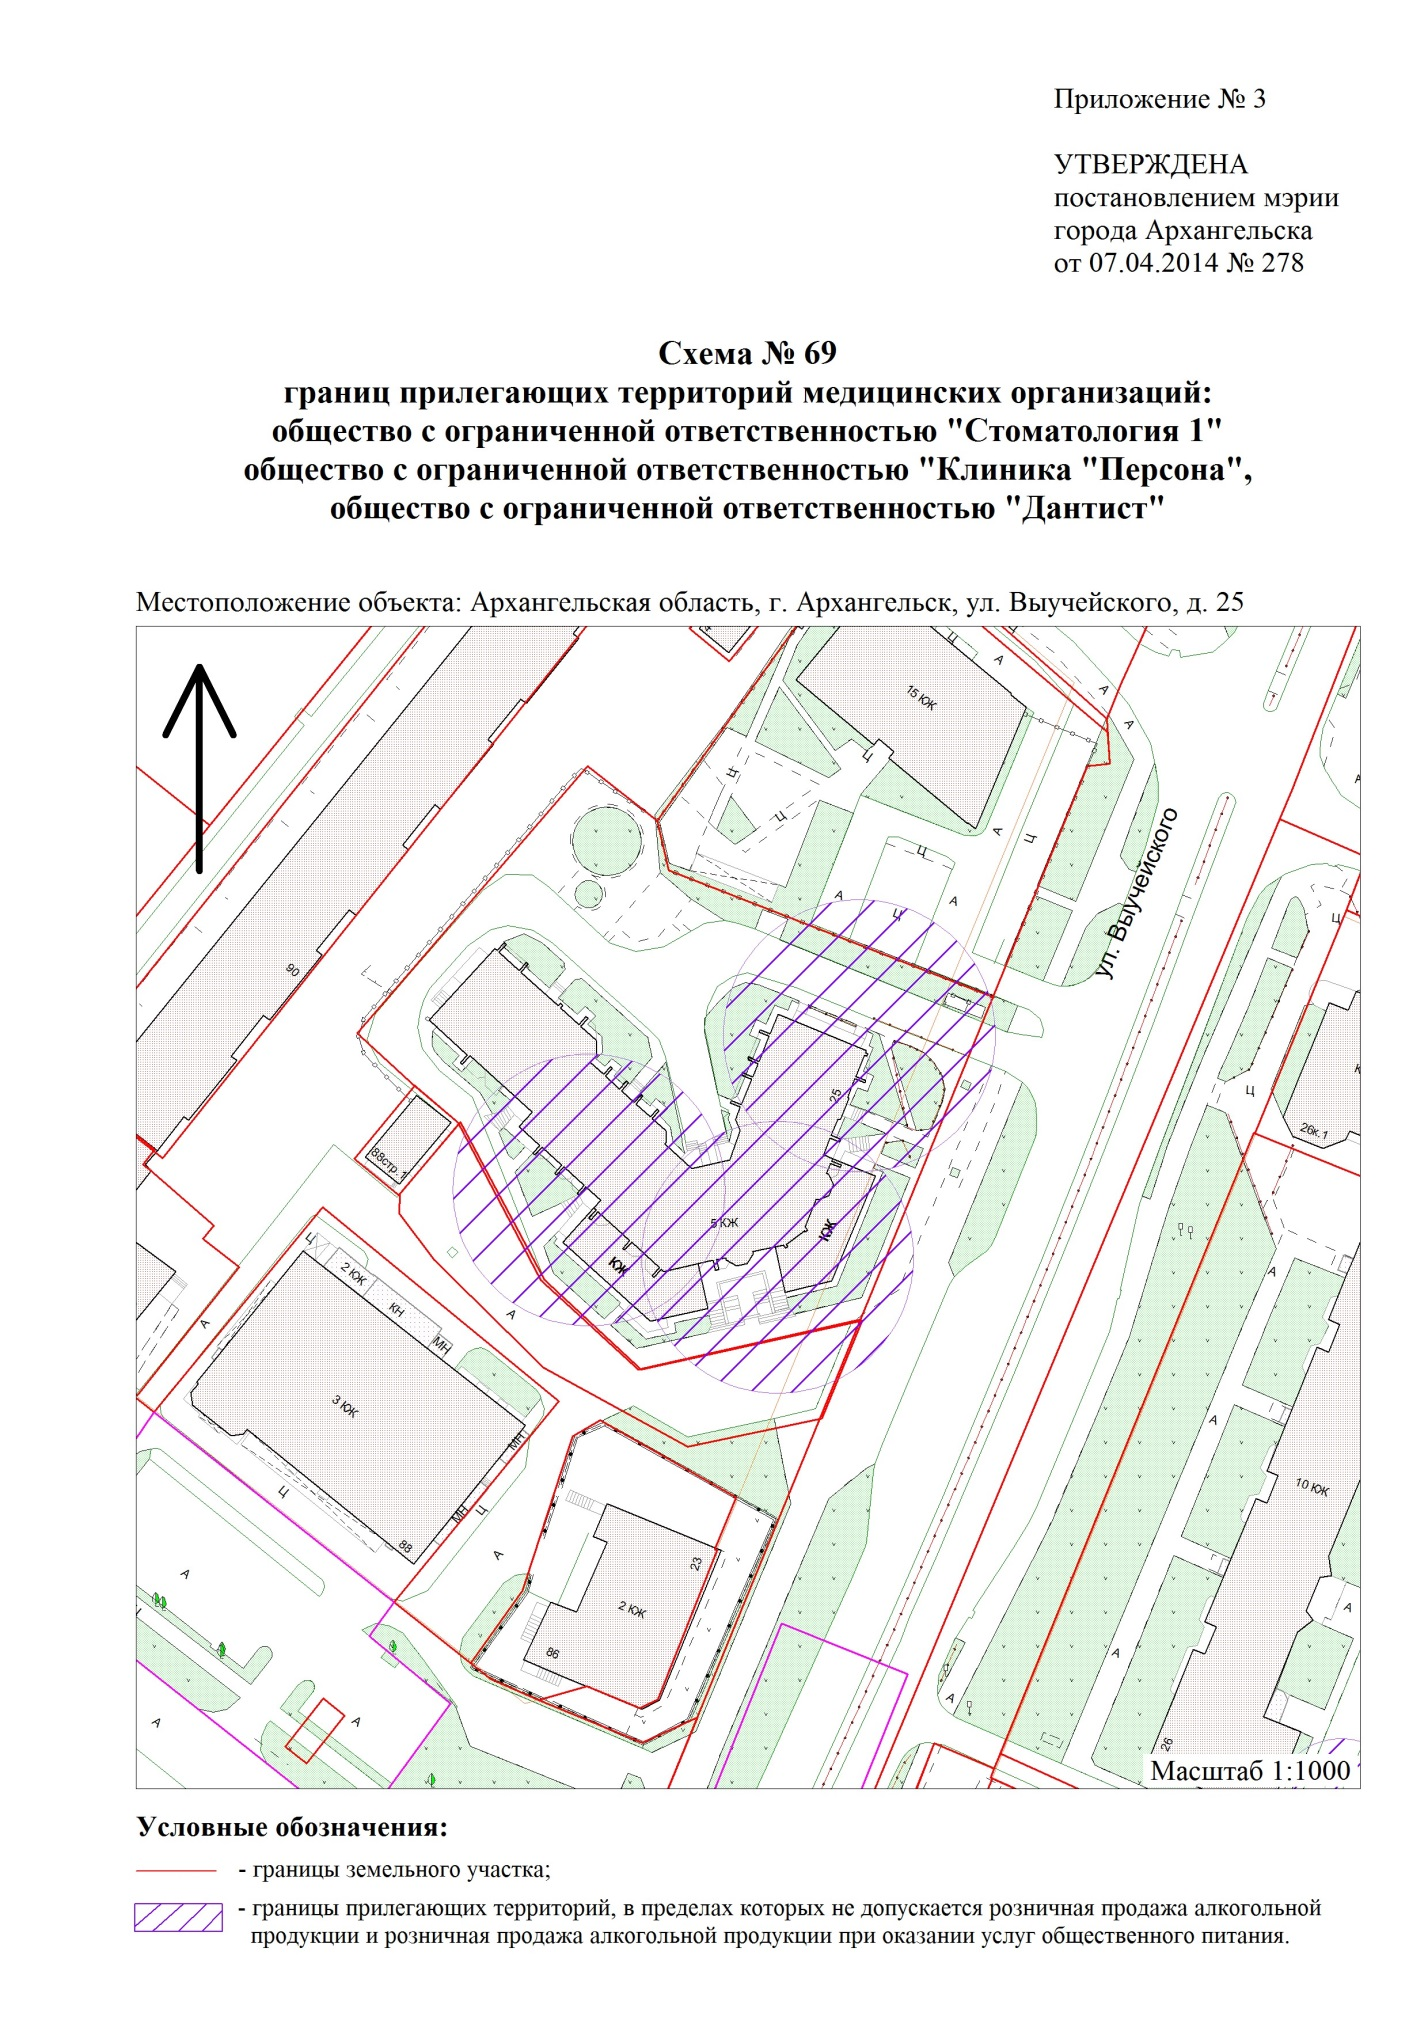 Приложение № 3
УТВЕРЖДЕНА
постановлением мэрии
города Архангельска
от 07.04.2014 № 278
Схема № 69
границ прилегающих территорий медицинских организаций:
общество с ограниченной ответственностью "Стоматология 1"
общество с ограниченной ответственностью "Клиника "Персона",
общество с ограниченной ответственностью "Дантист"
Местоположение объекта: Архангельская область, г. Архангельск, ул. Выучейского, д. 25
Ц
А
15 КЖ
А
А
Ц
Ц
Ц
А
Ц
Ц
А
Ц
А
ул. Выучейского
Ц
90
25
Ц
26к.1
88стр.1
5 КЖ
КЖ
КЖ
Ц
2 КЖ
КН
МН
А
А
А
3 КЖ
МН
А
Ц
МН
Ц
88
10 КЖ
А
А
23
2 КЖ
86
А
А
А
А
А
26
Масштаб 1:1000
Условные обозначения:
- границы земельного участка;
- границы прилегающих территорий, в пределах которых не допускается розничная продажа алкогольной
продукции и розничная продажа алкогольной продукции при оказании услуг общественного питания.